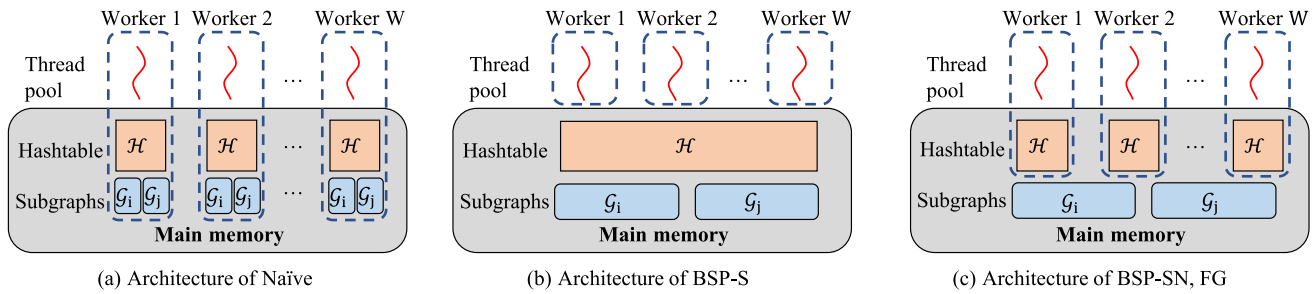 Worker 1 Worker 2 Worker W
Thread pool
...
Hashtable
ℋ ℋ ... ℋ
Subgraphs
𝒢i 𝒢j 𝒢i 𝒢j ... 𝒢i 𝒢j
Main memory
(a) Architecture of Naïve
Worker 1 Worker 2 Worker W
Thread pool
...
Hashtable
ℋ
Subgraphs
𝒢i 𝒢j
Main memory
(b) Architecture of BSP-S
Worker 1 Worker 2 Worker W
Thread pool
...
Hashtable
ℋ ℋ ... ℋ
Subgraphs
𝒢i 𝒢j
Main memory
(c) Architecture of BSP-SN, FG